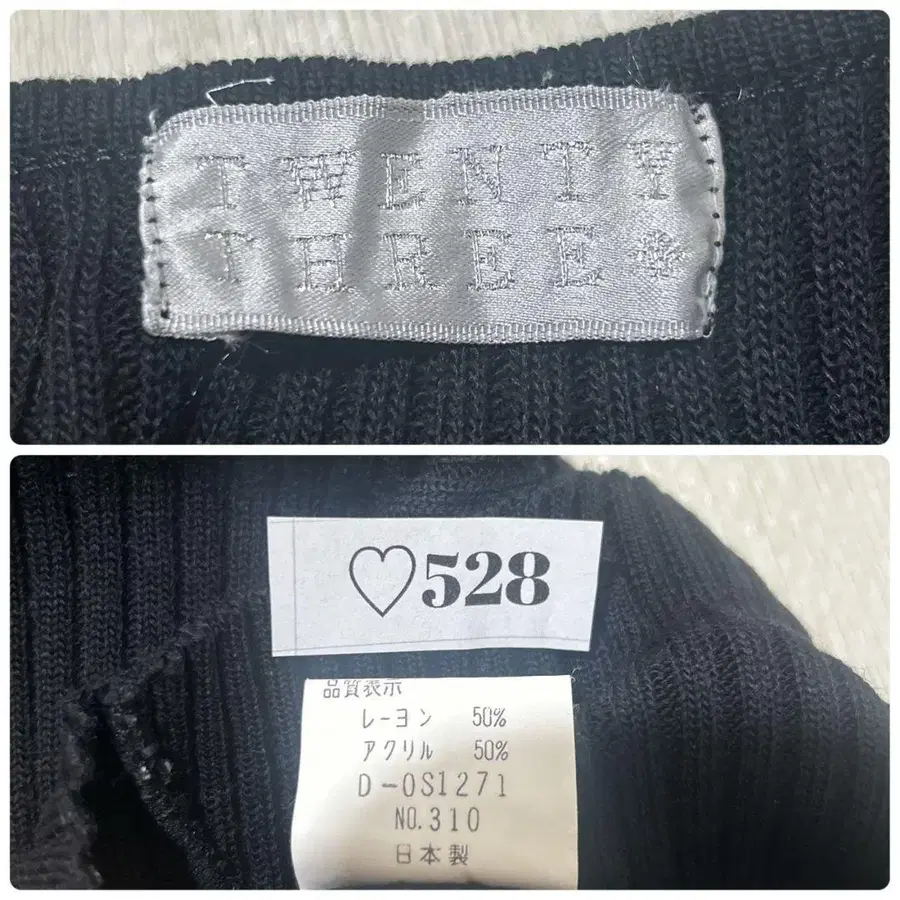 TWENTY
THREE
♡528
品質表示
レーヨン 50%
アクリル 50%
D-0S1271
NO.310
日本製